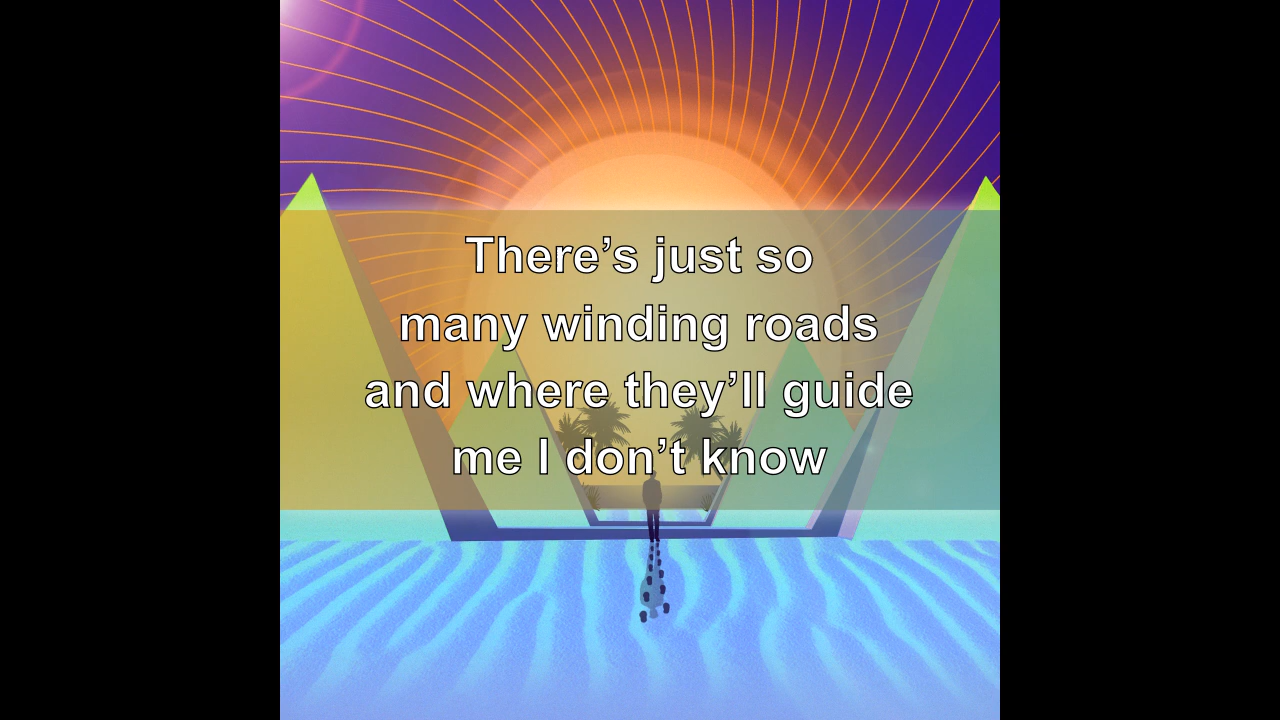 There’s just so
many winding roads
and where they’ll guide
me I don’t know